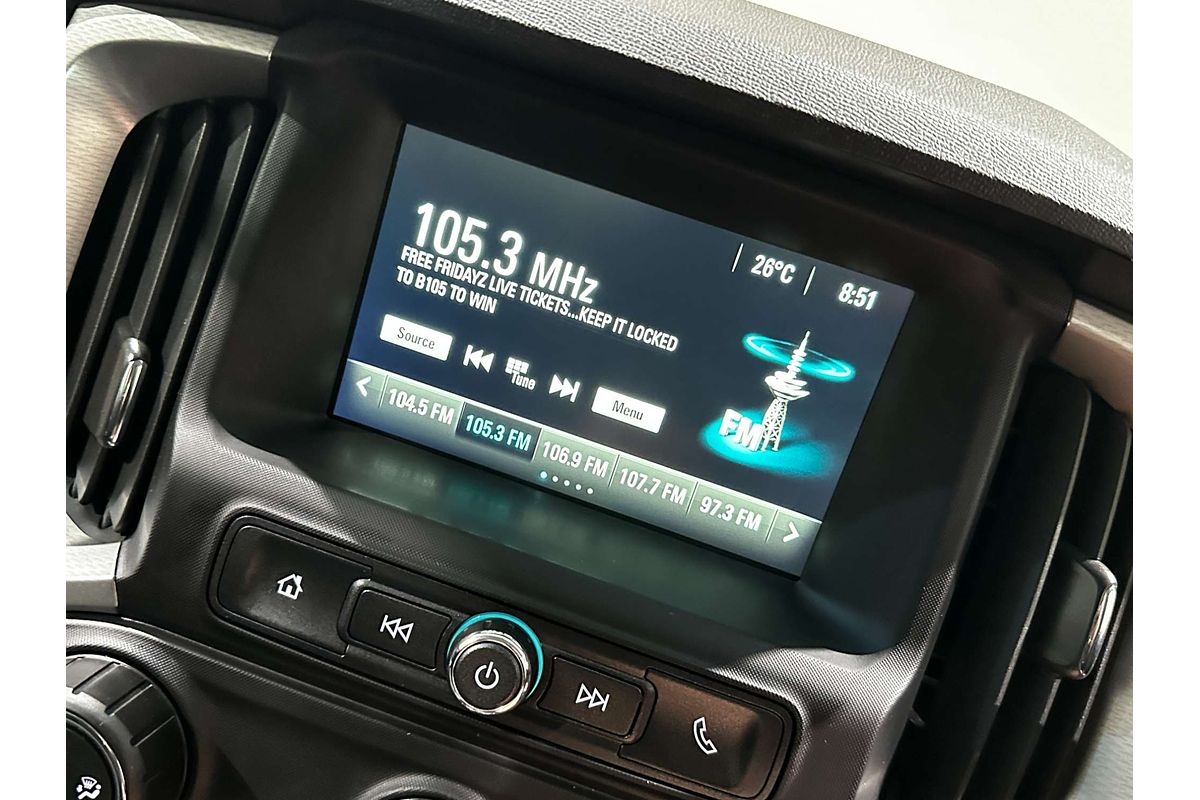 26°C
8:51
105.3 MHz
FREE FRIDAYZ LIVE TICKETS...KEEP IT LOCKED
TO B105 TO WIN
Source
Tune
Menu
FM
104.5 FM
105.3 FM
106.9 FM
107.7 FM
97.3 FM